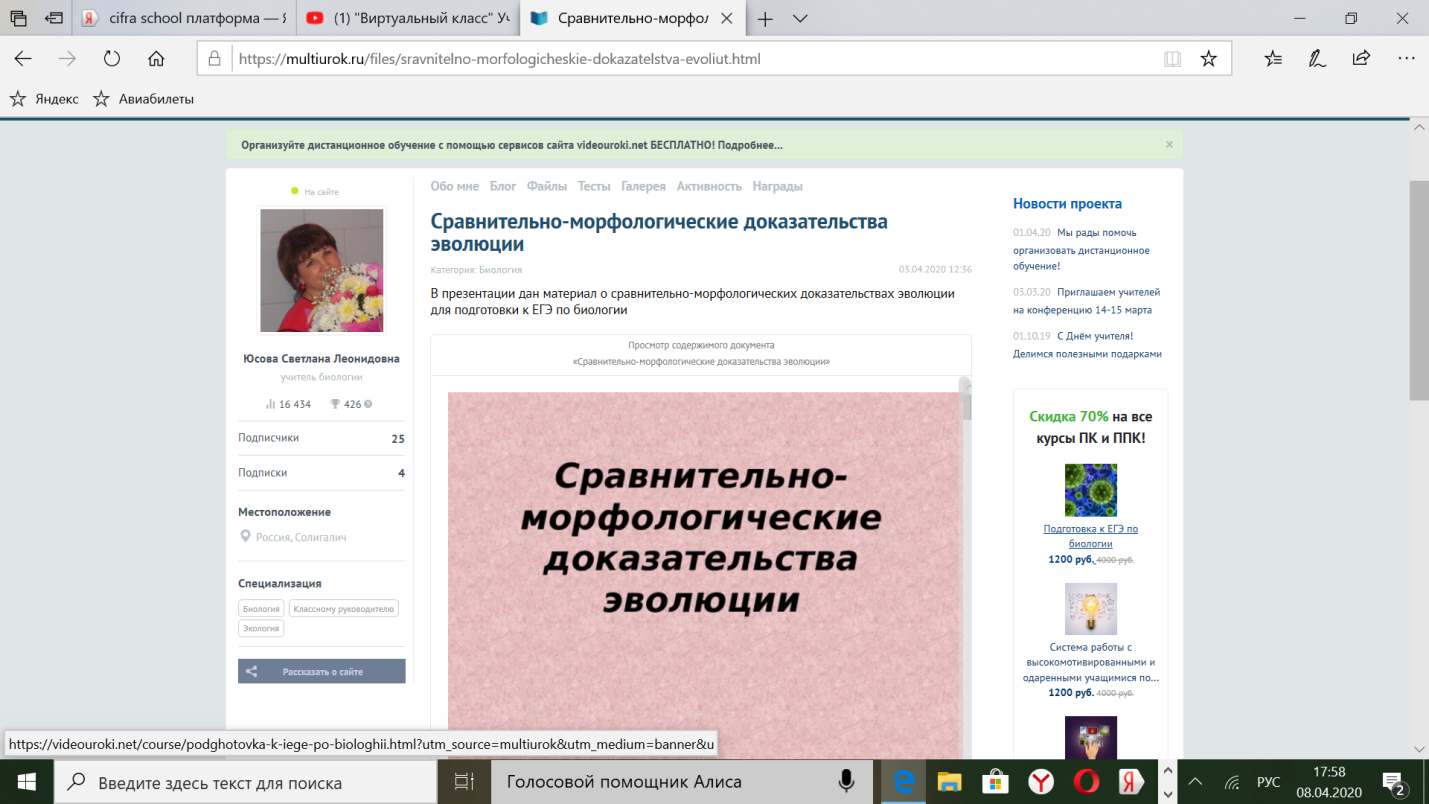 cifra school платформа — Я
(1) "Виртуальный класс" Уч
Сравнительно-морфол
https://multiurok.ru/files/sravnitelno-morfologicheskie-dokazatelstva-evoliut.html
Яндекс
Авиабилеты
Организуйте дистанционное обучение с помощью сервисов сайта videouroki.net БЕСПЛАТНО! Подробнее...
На сайте
Юсова Светлана Леонидовна
учитель биологии
16 434
426
Подписчики 25
Подписки 4
Местоположение
Россия, Солигалич
Специализация
Биология Классному руководителю
Экология
Рассказать о сайте
Обо мне Блог Файлы Тесты Галерея Активность Награды
Сравнительно-морфологические доказательства
эволюции
Категория: Биология 03.04.2020 12:36
В презентации дан материал о сравнительно-морфологических доказательствах эволюции
для подготовки к ЕГЭ по биологии
Просмотр содержимого документа
«Сравнительно-морфологические доказательства эволюции»
Сравнительно-
морфологические
доказательства
эволюции
Новости проекта
01.04.20 Мы рады помочь
организовать дистанционное
обучение!
03.03.20 Приглашаем учителей
на конференцию 14-15 марта
01.10.19 С Днём учителя!
Делимся полезными подарками
Скидка 70% на все
курсы ПК и ППК!
Подготовка к ЕГЭ по
биологии
1200 руб. 4000 руб.
Система работы с
высокомотивированными и
одаренными учащимися по...
1200 руб. 4000 руб.
https://videouroki.net/course/podghotovka-k-iege-po-biologhii.html?utm_source=multiurok&utm_medium=banner&u
Введите здесь текст для поиска
Голосовой помощник Алиса
РУС
17:58
08.04.2020
2